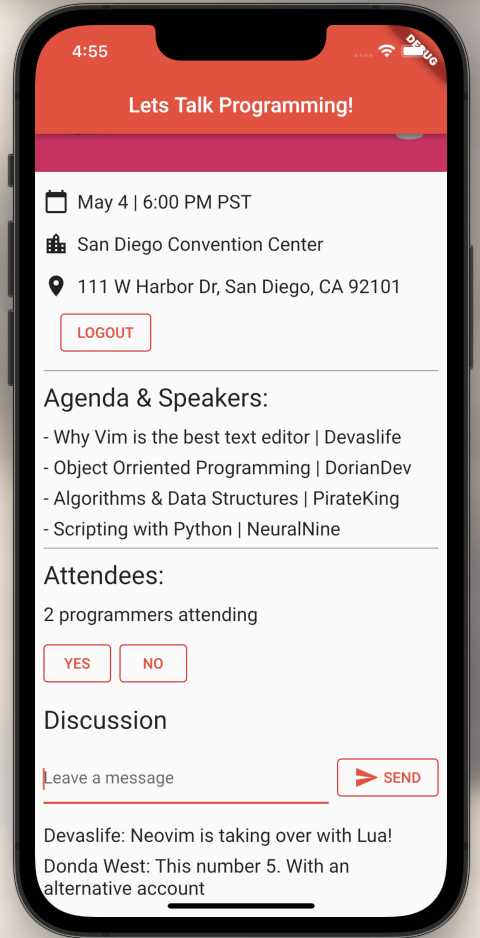 4:55
DEBUG
Lets Talk Programming!
May 4 | 6:00 PM PST
San Diego Convention Center
111 W Harbor Dr, San Diego, CA 92101
LOGOUT
Agenda & Speakers:
- Why Vim is the best text editor | Devaslife
- Object Orriented Programming | DorianDev
- Algorithms & Data Structures | PirateKing
- Scripting with Python | NeuralNine
Attendees:
2 programmers attending
YES NO
Discussion
Leave a message
SEND
Devaslife: Neovim is taking over with Lua!
Donda West: This number 5. With an
alternative account